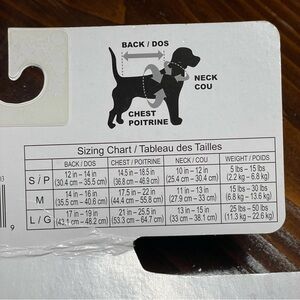 BACK / DOS
NECK
COU
CHEST
POITRINE
Sizing Chart / Tableau des Tailles
BACK / DOS CHEST / POITRINE NECK / COU WEIGHT / POIDS
S / P 12 in – 14 in 14.5 in - 18.5 in 10 in – 12 in 5 lbs – 15 lbs
(30.4 cm – 35.5 cm) (36.8 cm – 46.9 cm) (25.4 cm – 30.4 cm) (2.2 kg – 6.8 kg)
M 14 in – 16 in 17.5 in – 22 in 11 in – 13 in 15 lbs – 30 lbs
(35.5 cm – 40.6 cm) (44.4 cm – 55.8 cm) (27.9 cm – 33 cm) (6.8 kg – 13.6 kg)
L / G 17 in – 19 in 21 in – 25.5 in 13 in – 15 in 25 lbs – 50 lbs
(43.1 cm – 48.2 cm) (53.3 cm – 64.7 cm) (33 cm – 38.1 cm) (11.3 kg – 22.6 kg)
9